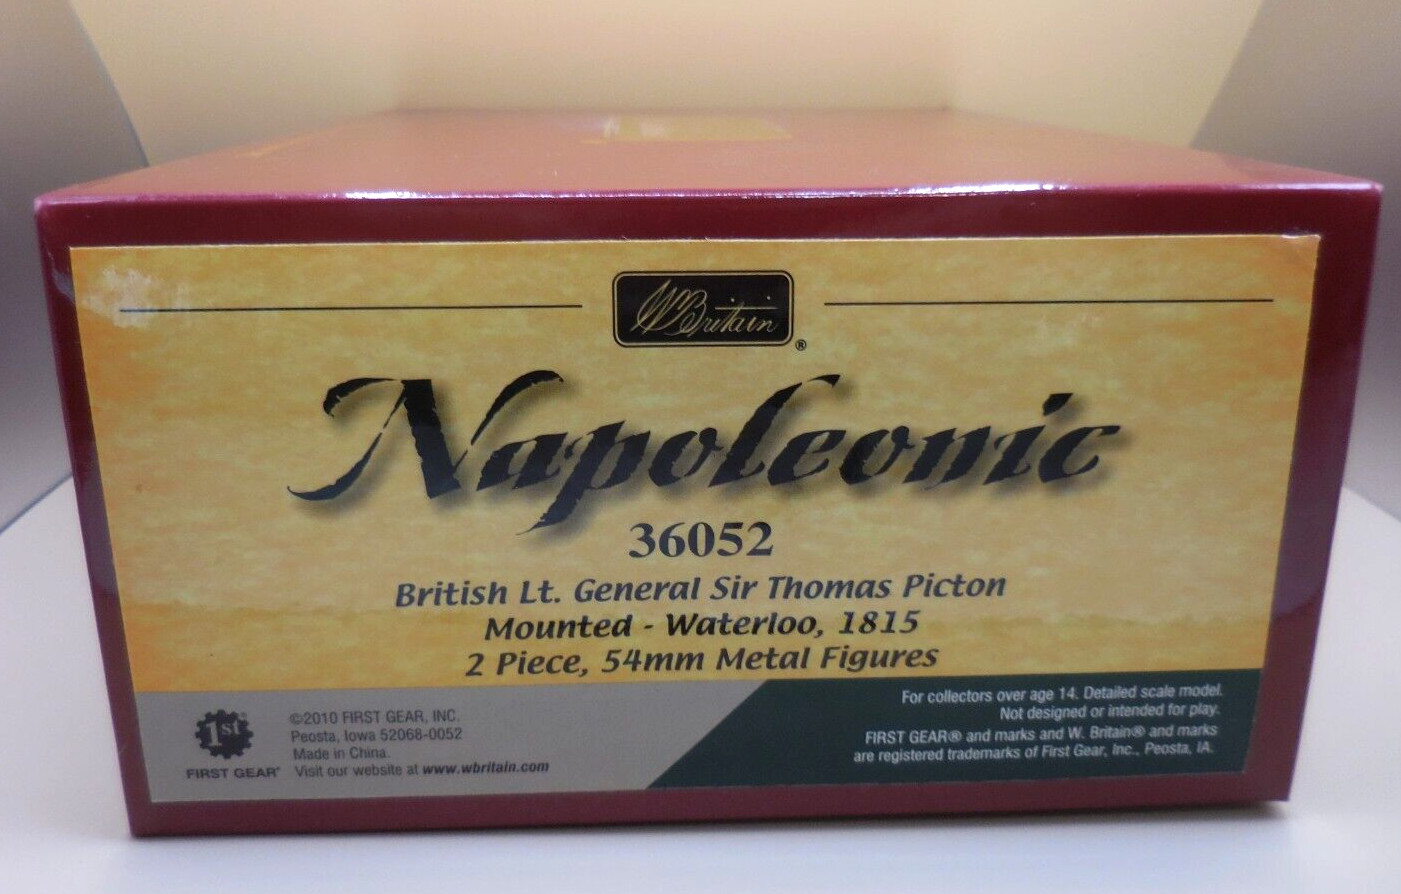 W Britain
®
Napoleonic
36052
British Lt. General Sir Thomas Picton
Mounted - Waterloo, 1815
2 Piece, 54mm Metal Figures
1st
FIRST GEAR®
©2010 FIRST GEAR, INC.
Peosta, Iowa 52068-0052
Made in China.
Visit our website at www.wbritain.com
For collectors over age 14. Detailed scale model.
Not designed or intended for play.
FIRST GEAR® and marks and W. Britain® and marks
are registered trademarks of First Gear, Inc., Peosta, IA.